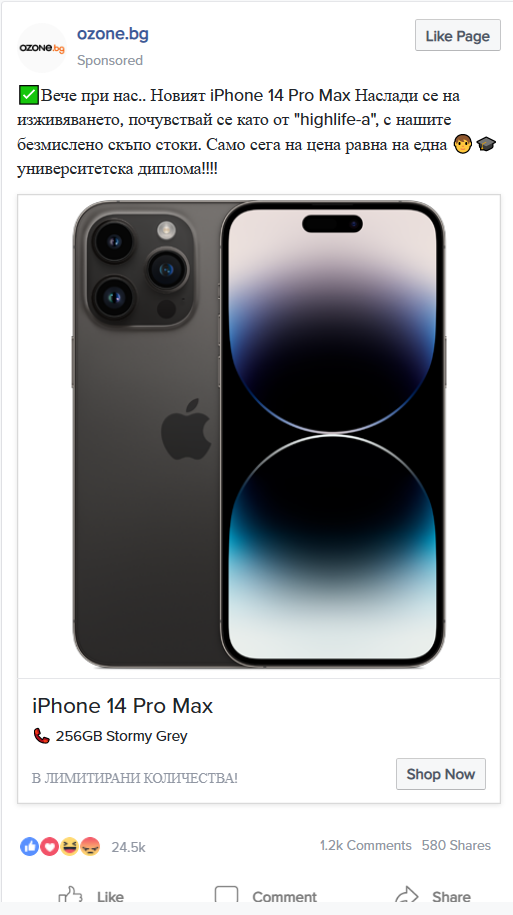 ozone.bg
ozone.bg
Like Page
Sponsored
✅Вече при нас.. Новият iPhone 14 Pro Max Наслади се на
изживяването, почувствай се като от "highlife-а", с нашите
безмислено скъпо стоки. Само сега на цена равна на една 🧑🎓
университетска диплома!!!!
iPhone 14 Pro Max
📞 256GB Stormy Grey
В ЛИМИТИРАНИ КОЛИЧЕСТВА!
Shop Now
24.5k
1.2k Comments 580 Shares
Like Comment Share